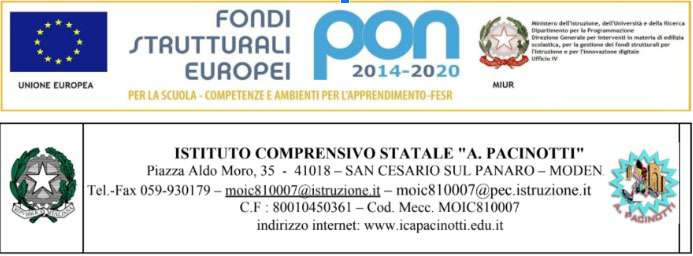 UNIONE EUROPEA
FONDI
STRUTTURALI
EUROPEI
pon
2014-2020
PER LA SCUOLA - COMPETENZE E AMBIENTI PER L'APPRENDIMENTO-FESR
MIUR
Ministero dell'Istruzione, dell'Università e della Ricerca
Dipartimento per la Programmazione
Direzione Generale per interventi in materia di edilizia
scolastica, per la gestione dei fondi strutturali per
l'istruzione e per l'innovazione digitale
Ufficio IV
ISTITUTO COMPRENSIVO STATALE "A. PACINOTTI"
Piazza Aldo Moro, 35 - 41018 – SAN CESARIO SUL PANARO – MODEN
Tel.-Fax 059-930179 – moic810007@istruzione.it – moic810007@pec.istruzione.it
C.F : 80010450361 – Cod. Mecc. MOIC810007
indirizzo internet: www.icapacinotti.edu.it
A. PACINOTTI